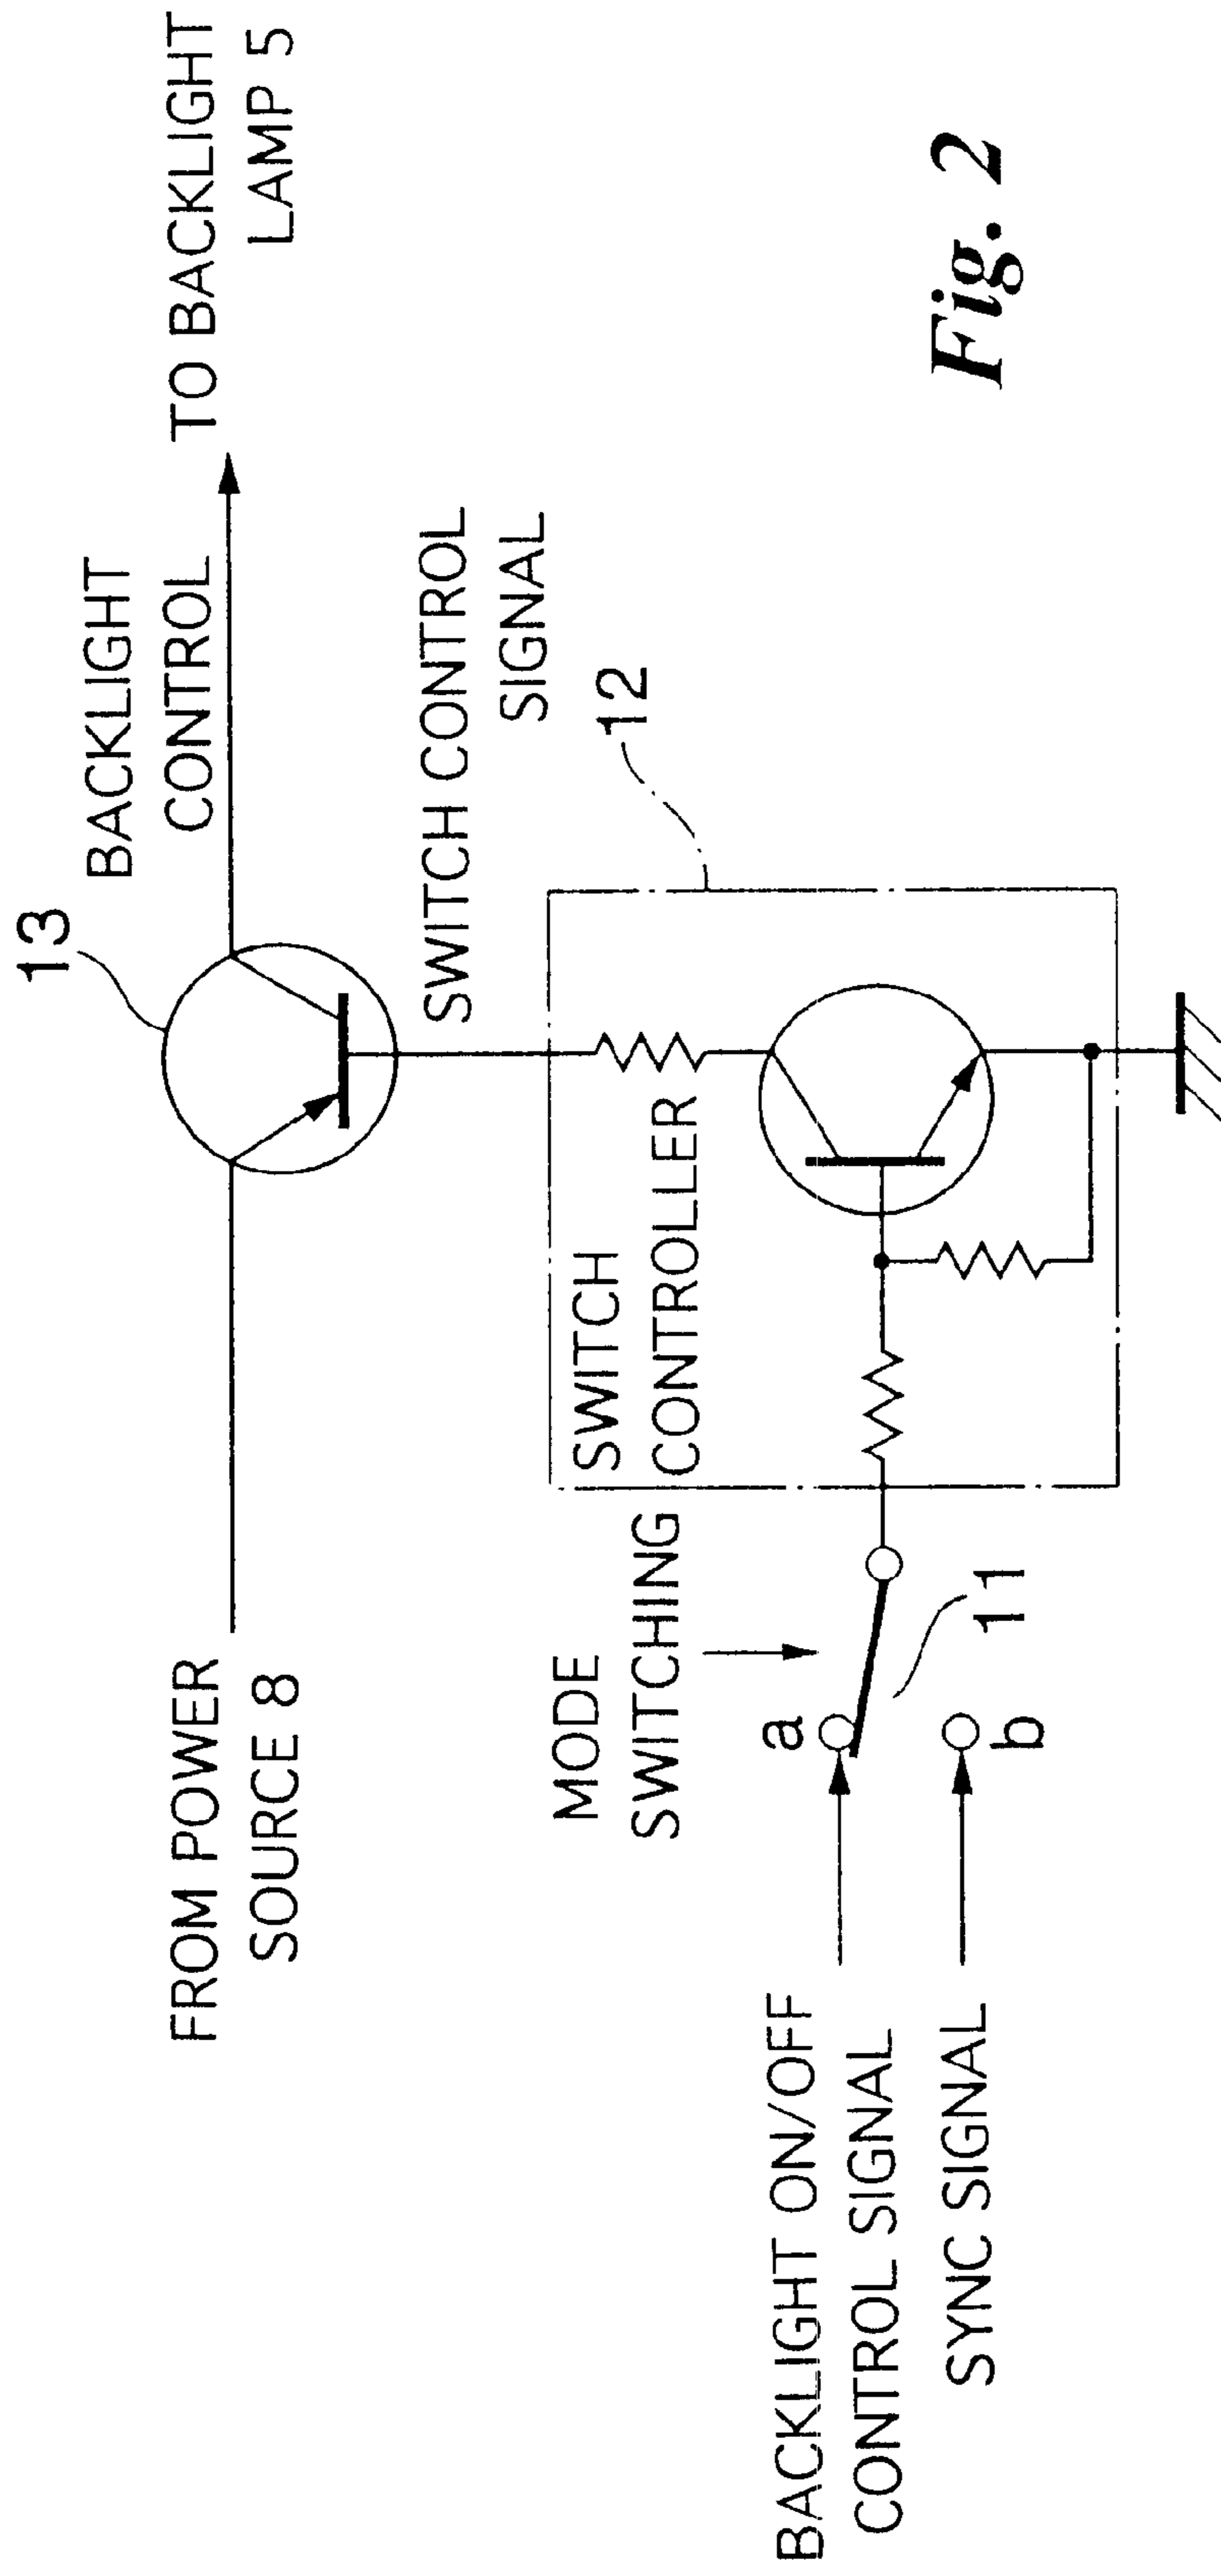 13
BACKLIGHT
CONTROL
FROM POWER
SOURCE 8
TO BACKLIGHT
LAMP 5
SWITCH CONTROL
SIGNAL
MODE
SWITCHING
SWITCH
CONTROLLER
12
a
BACKLIGHT ON/OFF
CONTROL SIGNAL
SYNC SIGNAL
b
11
Fig. 2